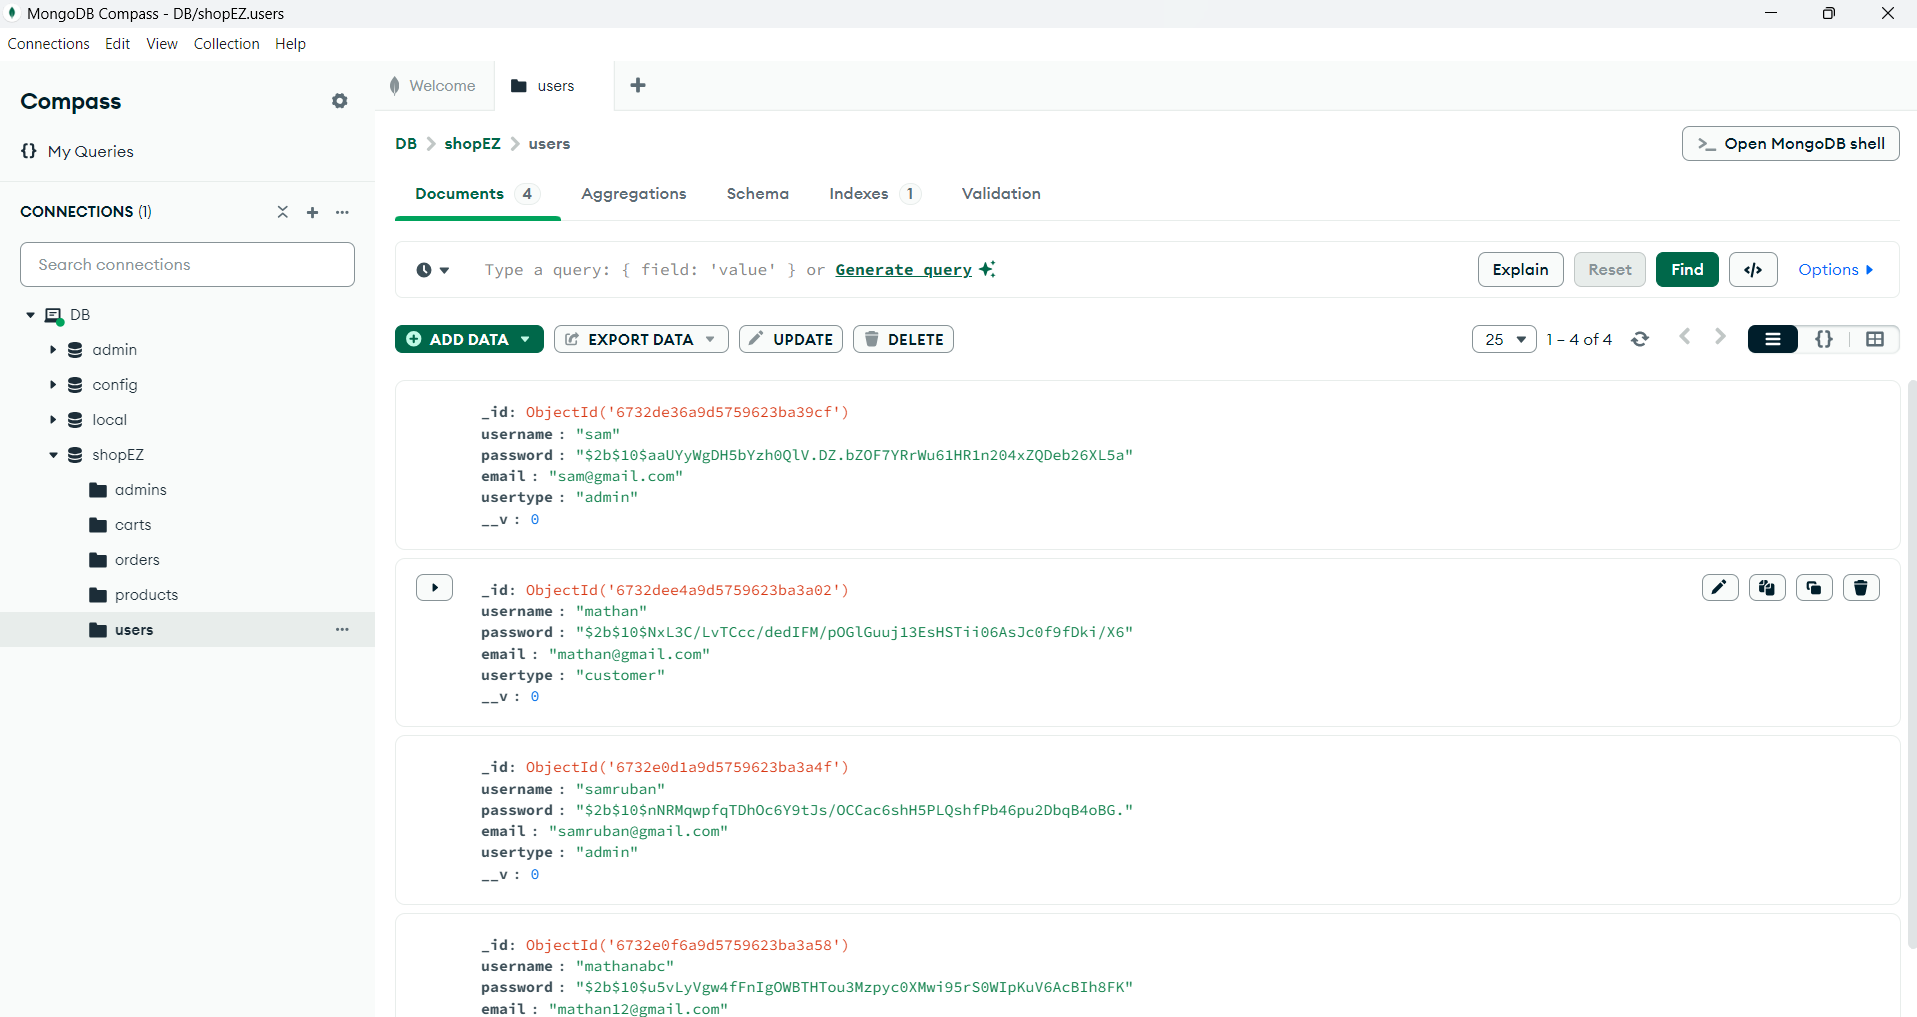 MongoDB Compass - DB/shopEZ.users
Connections Edit View Collection Help
Compass
My Queries
CONNECTIONS (1)
Search connections
DB
admin
config
local
shopEZ
admins
carts
orders
products
users
Welcome users
DB > shopEZ > users
>_ Open MongoDB shell
Documents 4 Aggregations Schema Indexes 1 Validation
Type a query: { field: 'value' } or Generate query
Explain Reset Find </> Options
ADD DATA EXPORT DATA UPDATE DELETE
25 1 – 4 of 4 {}
_id: ObjectId('6732de36a9d5759623ba39cf')
username : "sam"
password : "$2b$10$aaUYyWgDH5bYzh0QlV.DZ.bZOF7YRrWu61HR1n204xZQDeb26XL5a"
email : "sam@gmail.com"
usertype : "admin"
__v : 0
_id: ObjectId('6732dee4a9d5759623ba3a02')
username : "mathan"
password : "$2b$10$NxL3C/LvTCcc/dedIFM/pOGlGuuj13EsHSTii06AsJc0f9fDki/X6"
email : "mathan@gmail.com"
usertype : "customer"
__v : 0
_id: ObjectId('6732e0d1a9d5759623ba3a4f')
username : "samruban"
password : "$2b$10$nNRMqwpfqTDhOc6Y9tJs/OCCac6shH5PLQshfPb46pu2DbqB4oBG."
email : "samruban@gmail.com"
usertype : "admin"
__v : 0
_id: ObjectId('6732e0f6a9d5759623ba3a58')
username : "mathanabc"
password : "$2b$10$u5vLyVgw4fFnIgOWBTHTou3Mzpyc0XMwi95rS0WIpKuV6AcBIh8FK"
email : "mathan12@gmail.com"